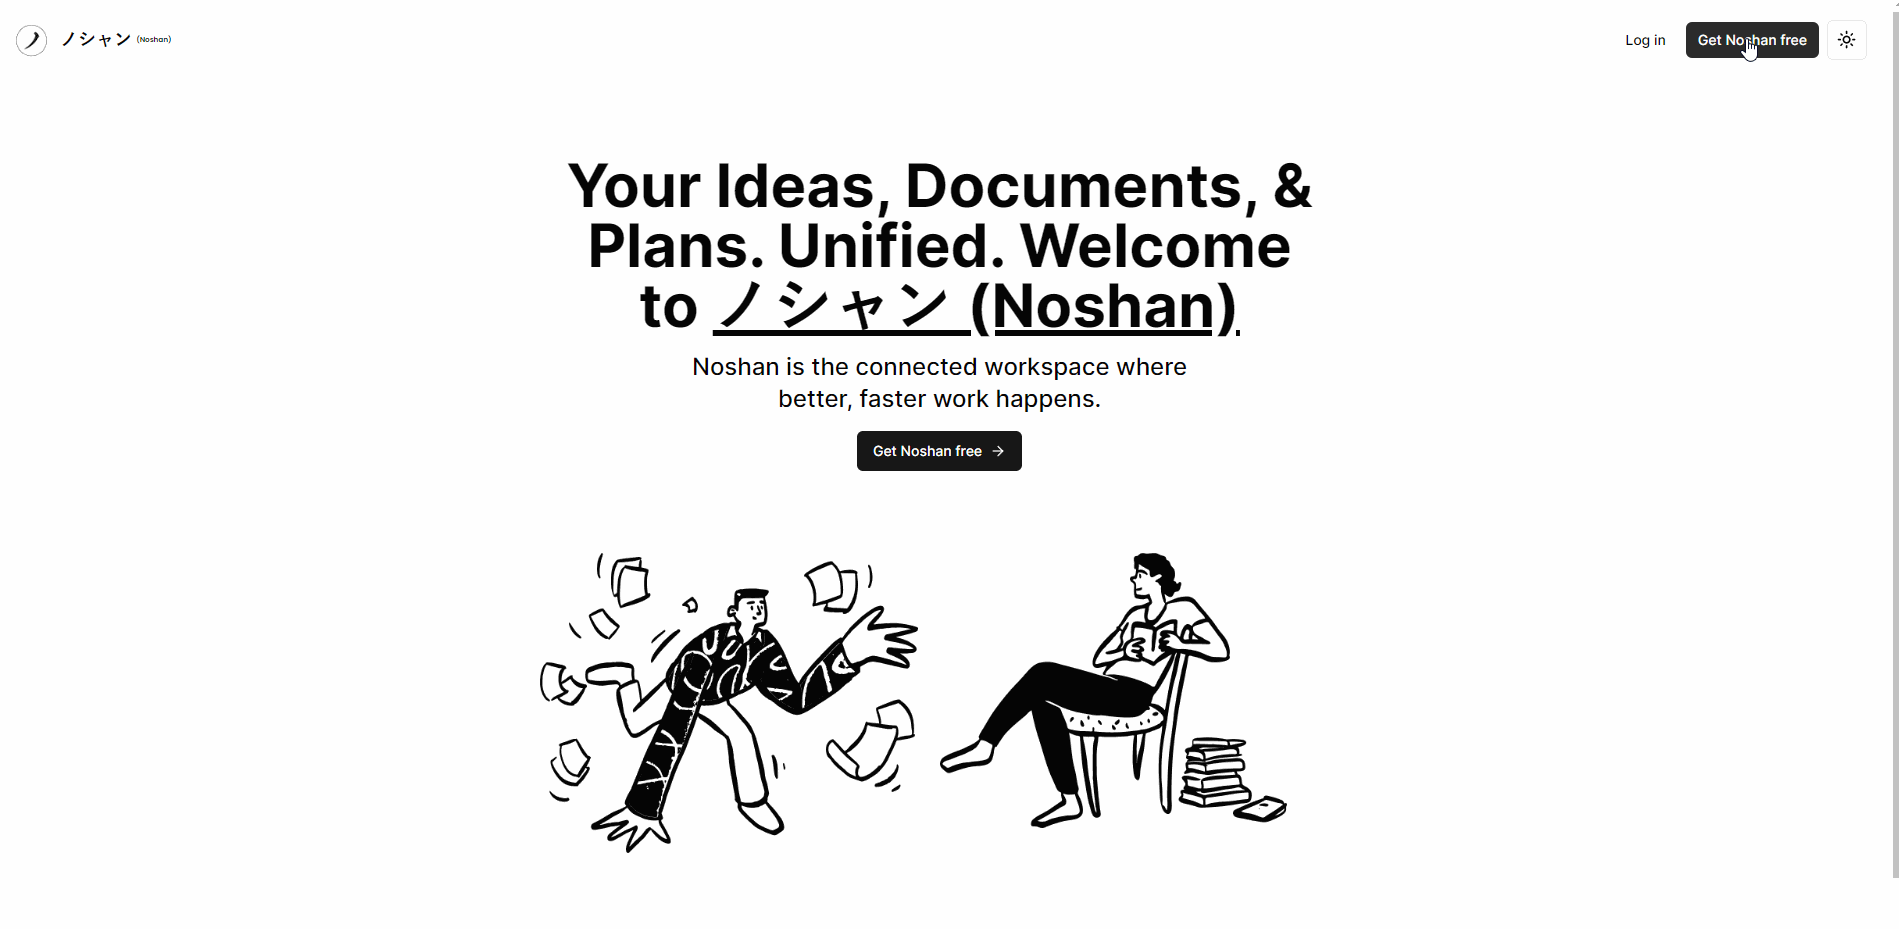 ノシャン (Noshan)
Log in
Get Noshan free
Your Ideas, Documents, &
Plans. Unified. Welcome
to ノシャン (Noshan)
Noshan is the connected workspace where
better, faster work happens.
Get Noshan free →